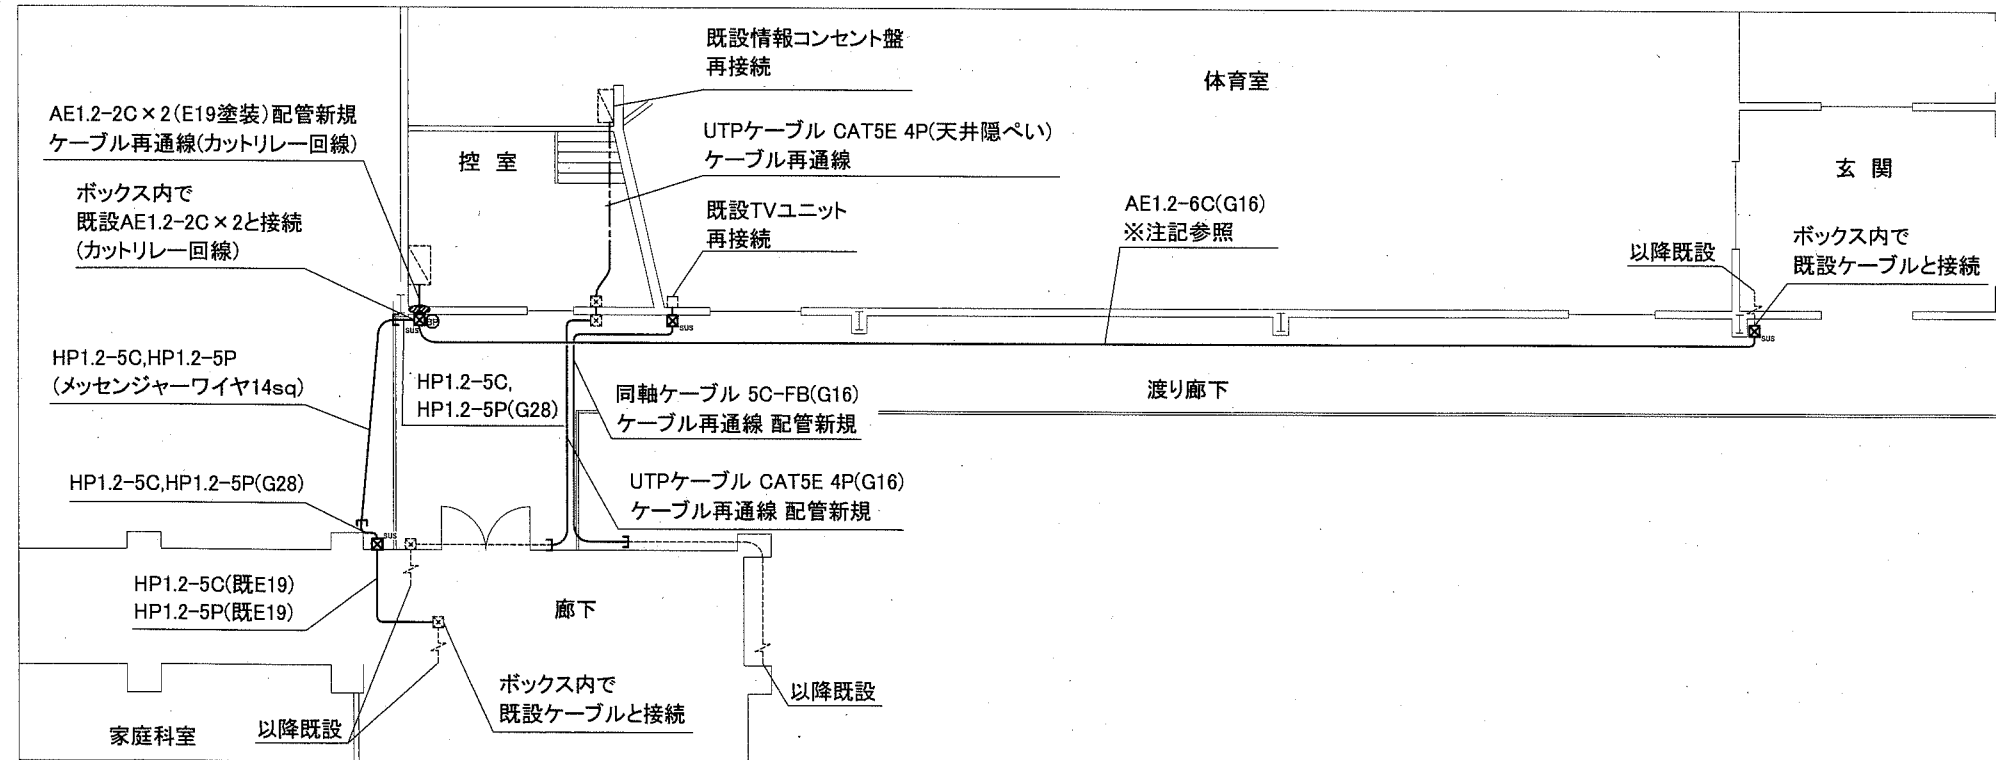 既設情報コンセント盤
再接続
体育室
AE1.2-2C×2(E19塗装)配管新規
ケーブル再通線(カットリレー回線)
UTPケーブル CAT5E 4P(天井隠ぺい)
ケーブル再通線
控 室
玄 関
ボックス内で
既設AE1.2-2C×2と接続
(カットリレー回線)
既設TVユニット
再接続
AE1.2-6C(G16)
※注記参照
以降既設
ボックス内で
既設ケーブルと接続
SUS
BP
SUS
SUS
HP1.2-5C,HP1.2-5P
(メッセンジャーワイヤ14sq)
HP1.2-5C,
HP1.2-5P(G28)
同軸ケーブル 5C-FB(G16)
ケーブル再通線 配管新規
渡り廊下
HP1.2-5C,HP1.2-5P(G28)
UTPケーブル CAT5E 4P(G16)
ケーブル再通線 配管新規
SUS
HP1.2-5C(既E19)
HP1.2-5P(既E19)
廊下
ボックス内で
既設ケーブルと接続
以降既設
家庭科室
以降既設